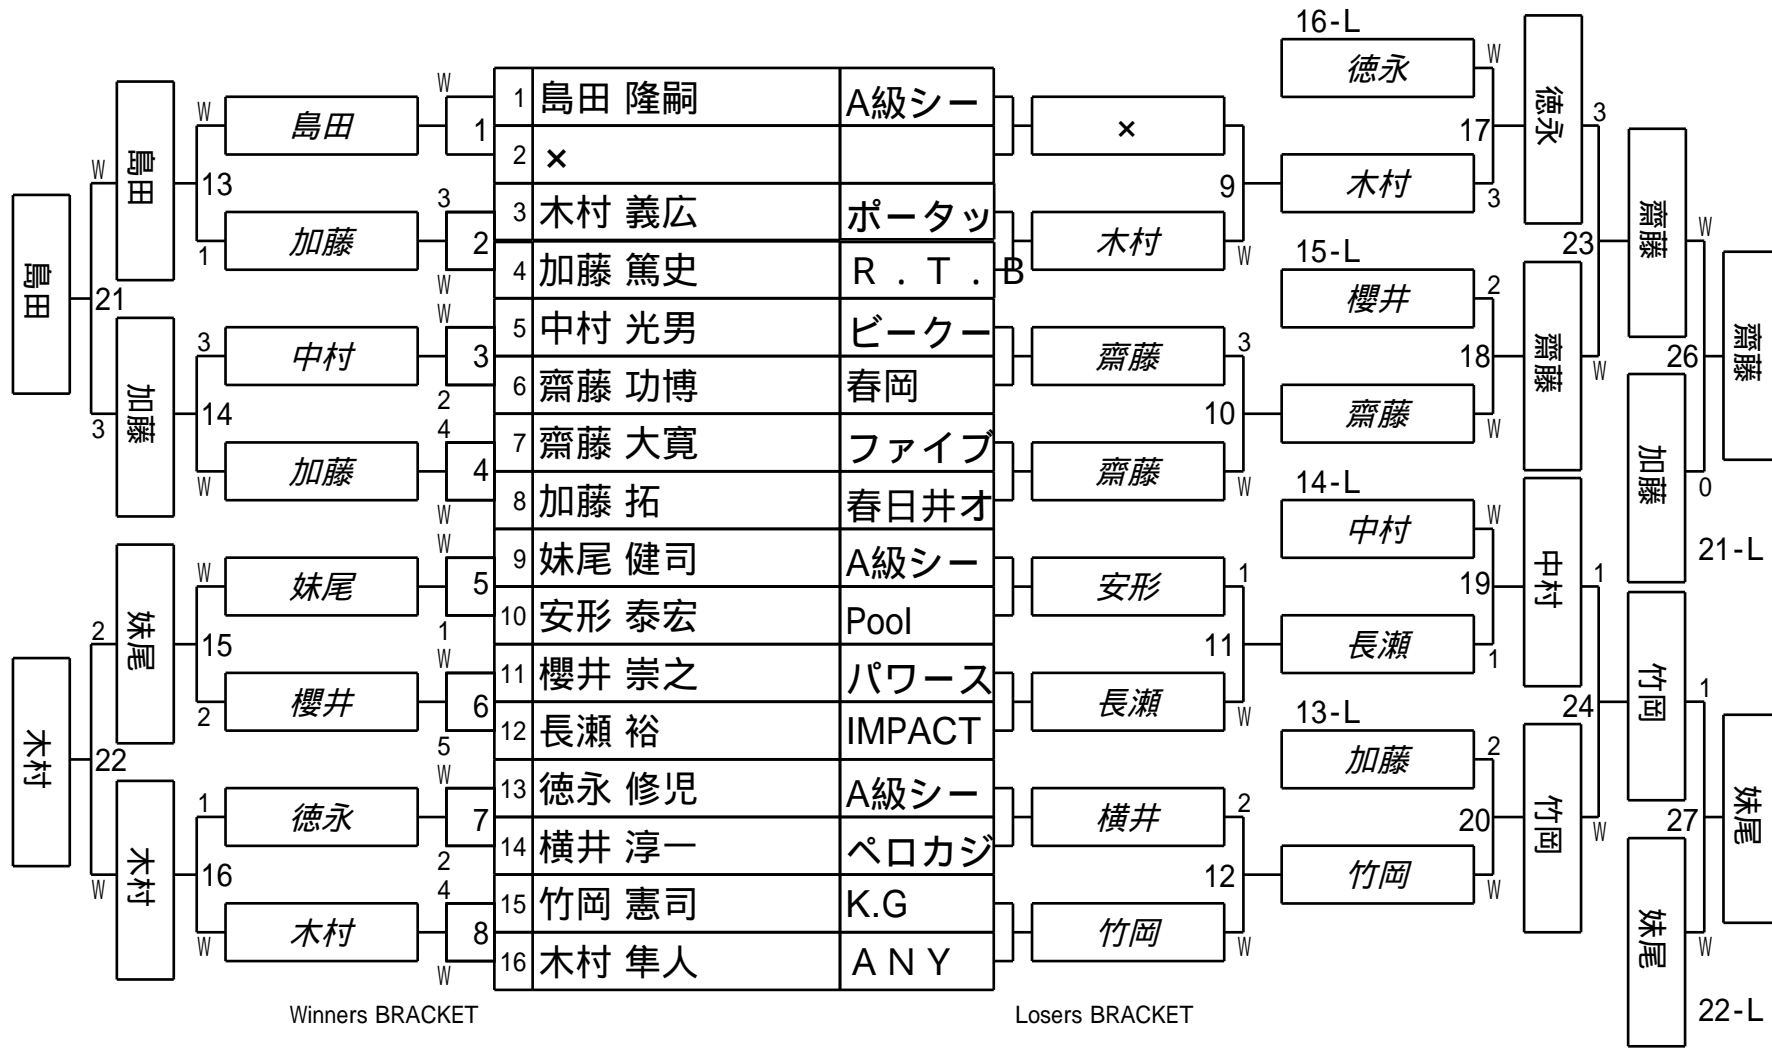 16-L
徳永 W
17
木村 3
徳永 3
15-L
櫻井 2
18
齋藤 W
齋藤 W
23
14-L
中村 W
19
長瀬 1
中村 1
13-L
加藤 2
20
竹岡 W
竹岡 W
24
齋藤 W
26
加藤 0
21-L
齋藤
竹岡 1
27
妹尾 W
22-L
妹尾
1 島田 隆嗣 A級シー
2 ×
3 木村 義広 ポータッ
4 加藤 篤史 R．T．B
5 中村 光男 ビークー
6 齋藤 功博 春岡
7 齋藤 大寛 ファイブ
8 加藤 拓 春日井オ
9 妹尾 健司 A級シー
10 安形 泰宏 Pool
11 櫻井 崇之 パワース
12 長瀬 裕 IMPACT
13 徳永 修児 A級シー
14 横井 淳一 ペロカジ
15 竹岡 憲司 K.G
16 木村 隼人 ＡＮＹ
W
1
3
2
W
W
3
2
4
4
W
W
5
1
W
6
5
W
7
2
4
8
W
島田 W
13
加藤 1
中村 3
14
加藤 W
妹尾 W
15
櫻井 2
徳永 1
16
木村 W
島田 W
21
加藤 3
妹尾 2
22
木村 W
島田
木村
×
9
木村 W
齋藤 3
10
齋藤 W
安形 1
11
長瀬 W
横井 2
12
竹岡 W
Winners BRACKET
Losers BRACKET